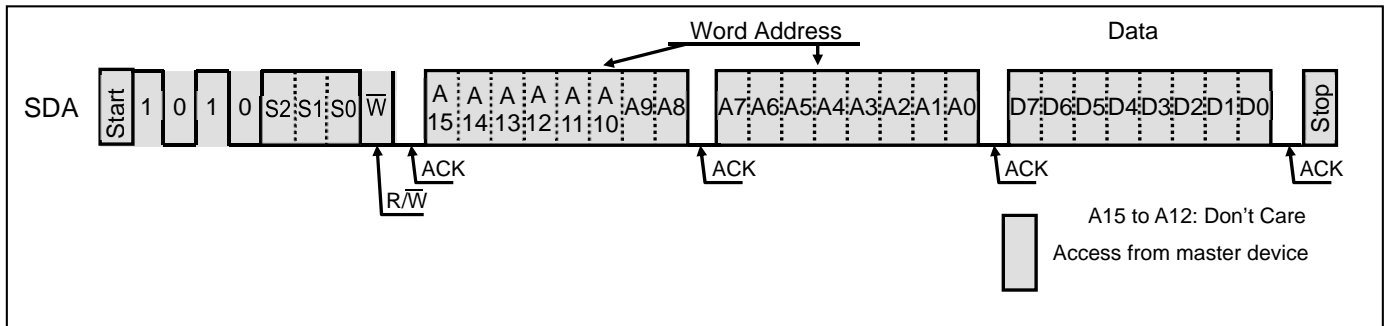 Word Address
Data
SDA
Start 1 0 1 0 S2 S1 S0 W̅ A15 A14 A13 A12 A11 A10 A9 A8 A7 A6 A5 A4 A3 A2 A1 A0 D7 D6 D5 D4 D3 D2 D1 D0 Stop
ACK ACK ACK ACK
R/W̅
A15 to A12: Don't Care
Access from master device